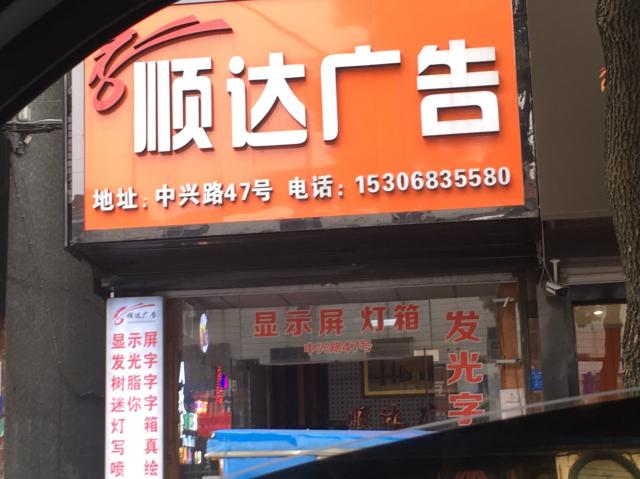 顺达广告
地址：中兴路47号 电话：15306835580
显示屏 灯箱
中兴路47号
发光字
顺达广告
显示屏
发光字
树脂字
迷你字
灯箱
写真
喷绘
顺达